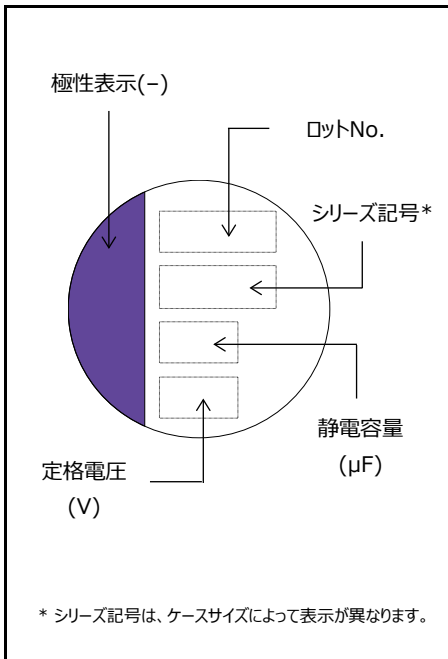 極性表示(−)
ロットNo.
シリーズ記号*
静電容量
(μF)
定格電圧
(V)
* シリーズ記号は、ケースサイズによって表示が異なります。